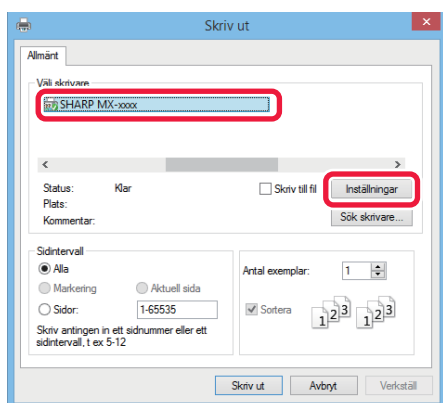 Skriv ut
Allmänt
Välj skrivare
SHARP MX-xxxx
Status: Klar
Skriv till fil
Inställningar
Plats:
Kommentar:
Sök skrivare...
Sidintervall
Alla
Markering
Aktuell sida
Sidor: 1-65535
Skriv antingen in ett sidnummer eller ett
sidintervall, t ex 5-12
Antal exemplar: 1
Sortera
1 2 3 1 2 3
Skriv ut
Avbryt
Verkställ